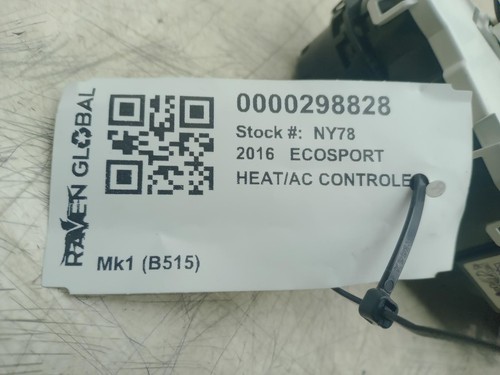 RAVEN GLOBAL
0000298828
Stock #: NY78
2016 ECOSPORT
HEAT/AC CONTROLE
Mk1 (B515)